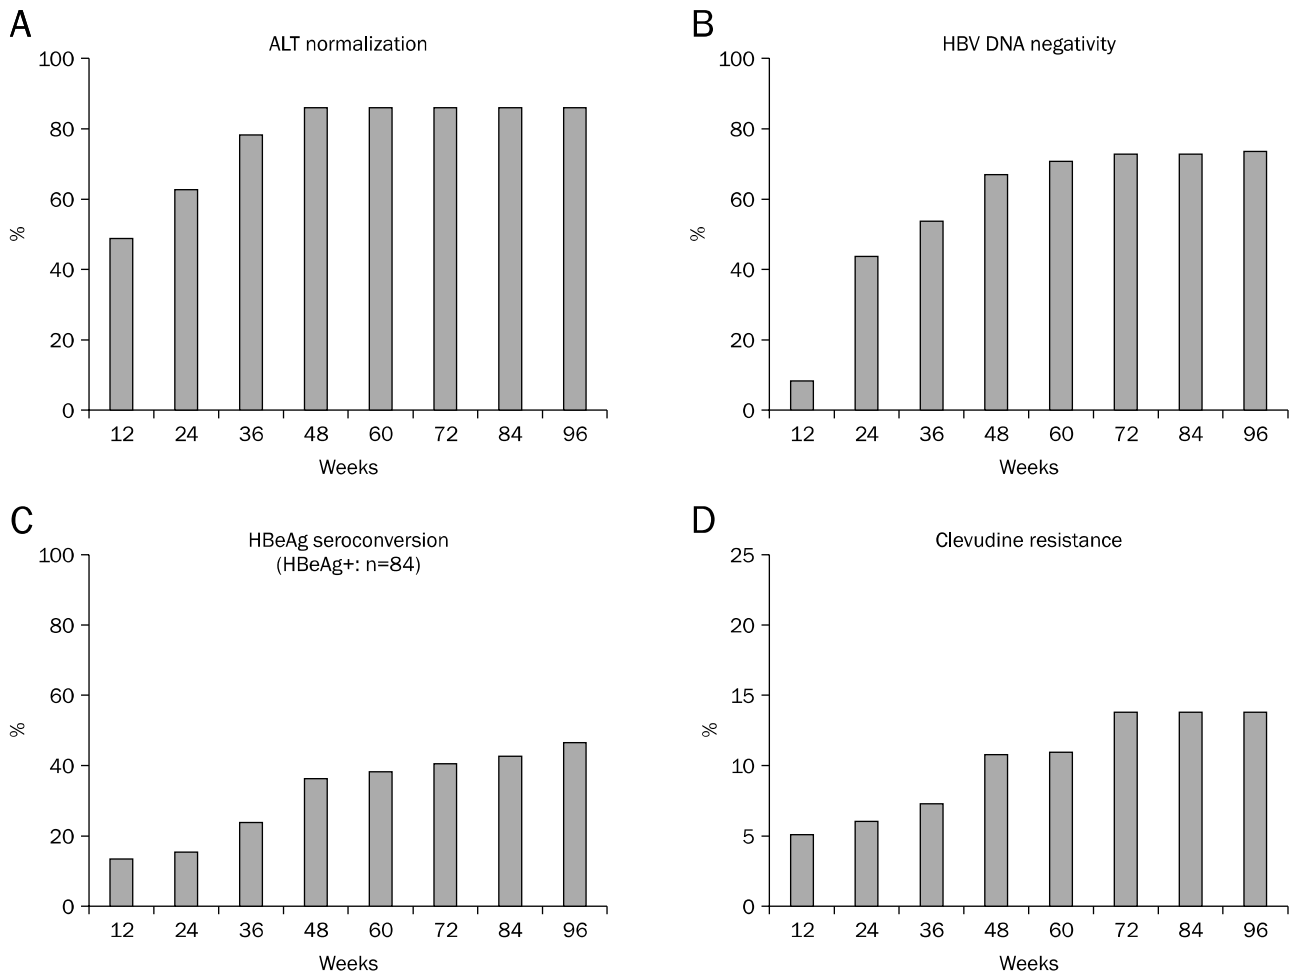 A
ALT normalization
100
80
60
40
20
0
%
12 24 36 48 60 72 84 96
Weeks
B
HBV DNA negativity
100
80
60
40
20
0
%
12 24 36 48 60 72 84 96
Weeks
C
HBeAg seroconversion
(HBeAg+: n=84)
100
80
60
40
20
0
%
12 24 36 48 60 72 84 96
Weeks
D
Clevudine resistance
25
20
15
10
5
0
%
12 24 36 48 60 72 84 96
Weeks